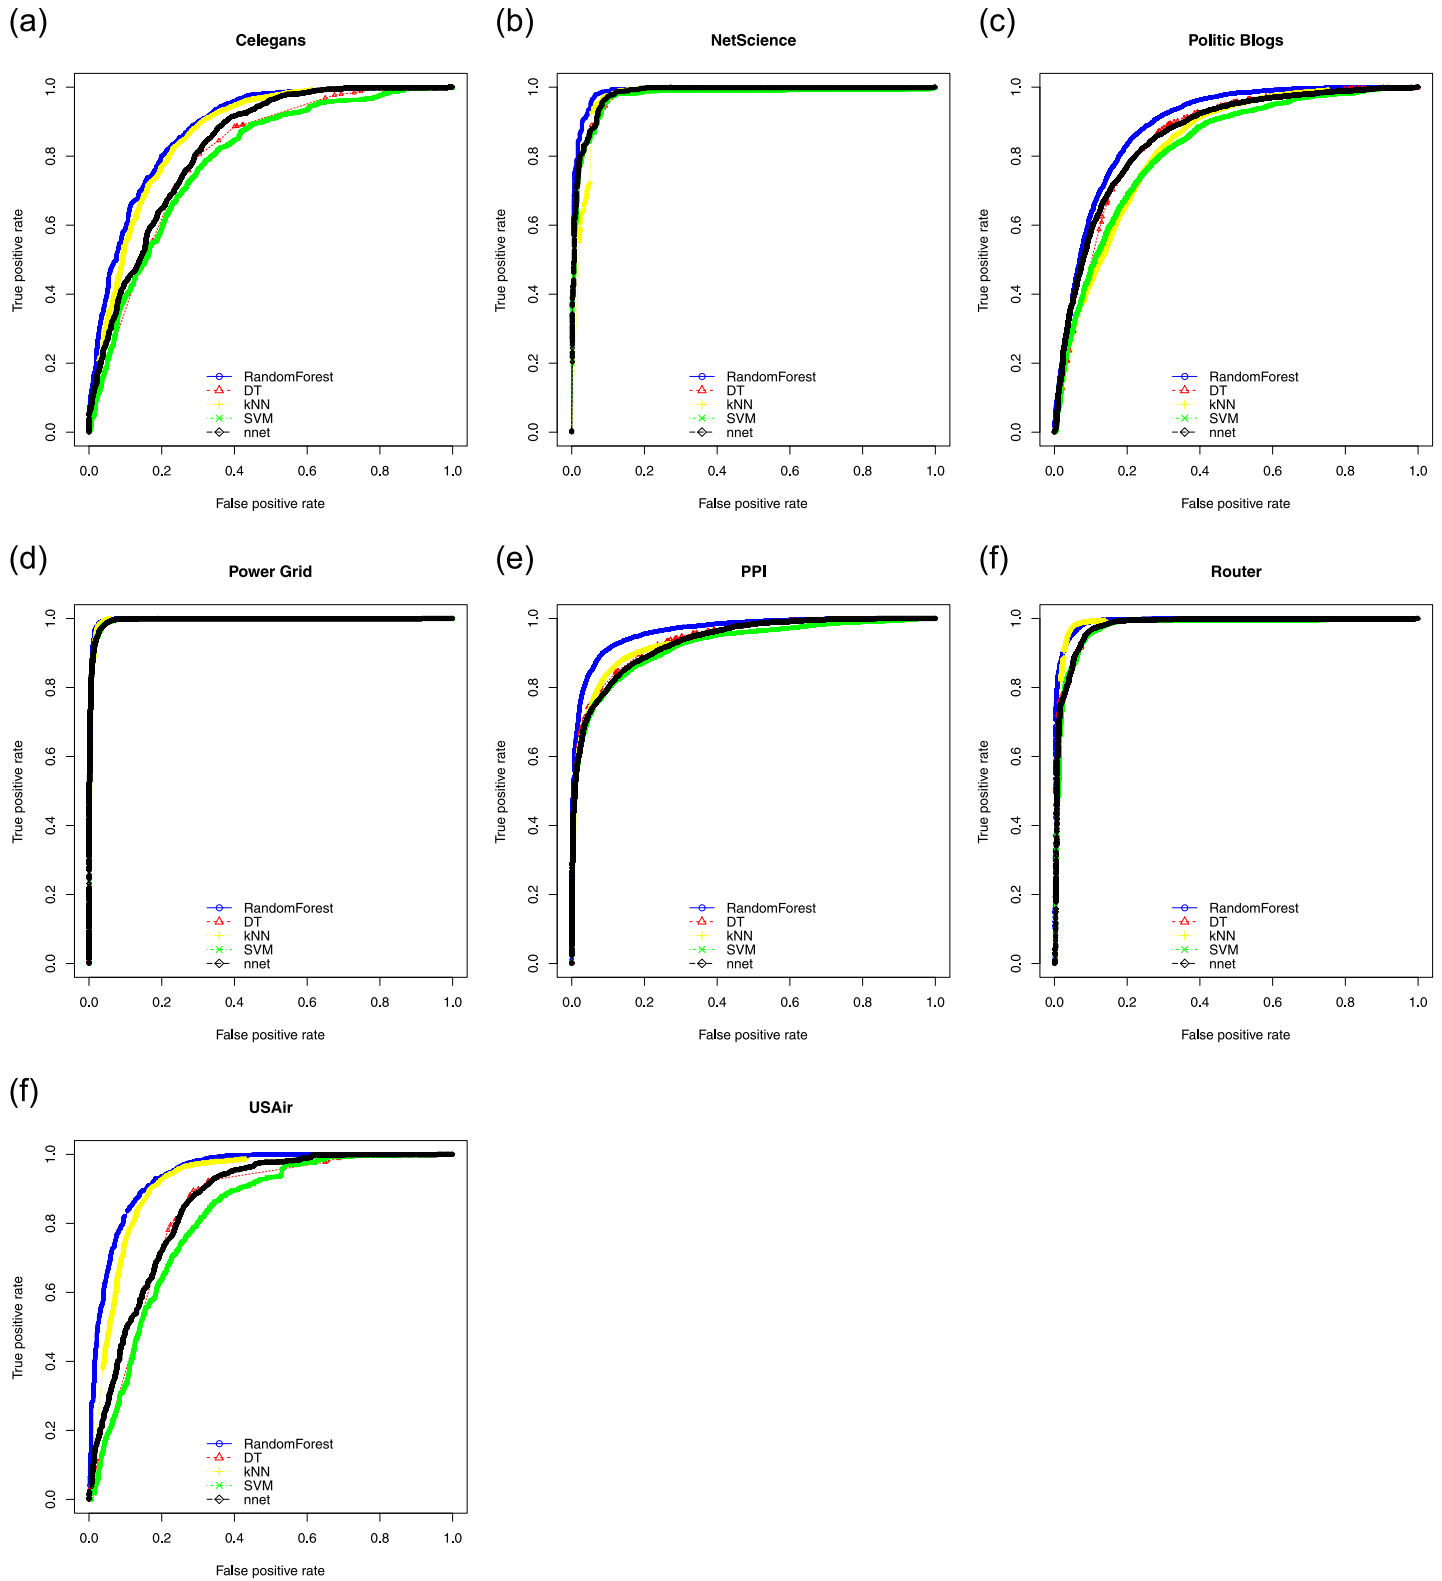 (a)
Celegans
True positive rate
0.0 0.2 0.4 0.6 0.8 1.0
RandomForest
DT
kNN
SVM
nnet
0.0 0.2 0.4 0.6 0.8 1.0
False positive rate
(b)
NetScience
True positive rate
0.0 0.2 0.4 0.6 0.8 1.0
RandomForest
DT
kNN
SVM
nnet
0.0 0.2 0.4 0.6 0.8 1.0
False positive rate
(c)
Politic Blogs
True positive rate
0.0 0.2 0.4 0.6 0.8 1.0
RandomForest
DT
kNN
SVM
nnet
0.0 0.2 0.4 0.6 0.8 1.0
False positive rate
(d)
Power Grid
True positive rate
0.0 0.2 0.4 0.6 0.8 1.0
RandomForest
DT
kNN
SVM
nnet
0.0 0.2 0.4 0.6 0.8 1.0
False positive rate
(e)
PPI
True positive rate
0.0 0.2 0.4 0.6 0.8 1.0
RandomForest
DT
kNN
SVM
nnet
0.0 0.2 0.4 0.6 0.8 1.0
False positive rate
(f)
Router
True positive rate
0.0 0.2 0.4 0.6 0.8 1.0
RandomForest
DT
kNN
SVM
nnet
0.0 0.2 0.4 0.6 0.8 1.0
False positive rate
(f)
USAir
True positive rate
0.0 0.2 0.4 0.6 0.8 1.0
RandomForest
DT
kNN
SVM
nnet
0.0 0.2 0.4 0.6 0.8 1.0
False positive rate